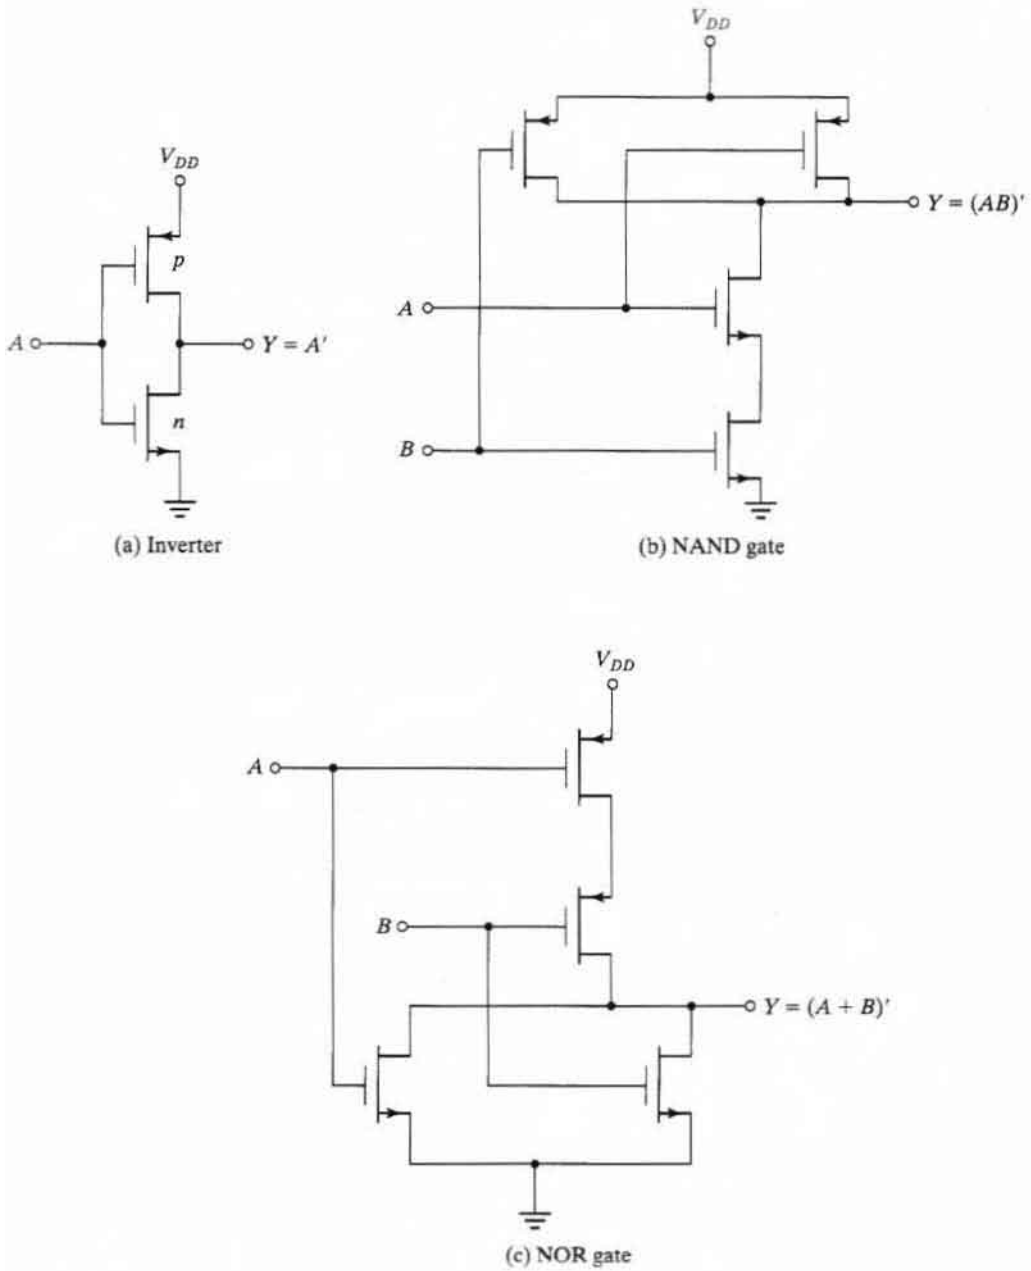 V_DD
p
A
Y = A'
n
(a) Inverter
V_DD
Y = (AB)'
A
B
(b) NAND gate
V_DD
A
B
Y = (A + B)'
(c) NOR gate